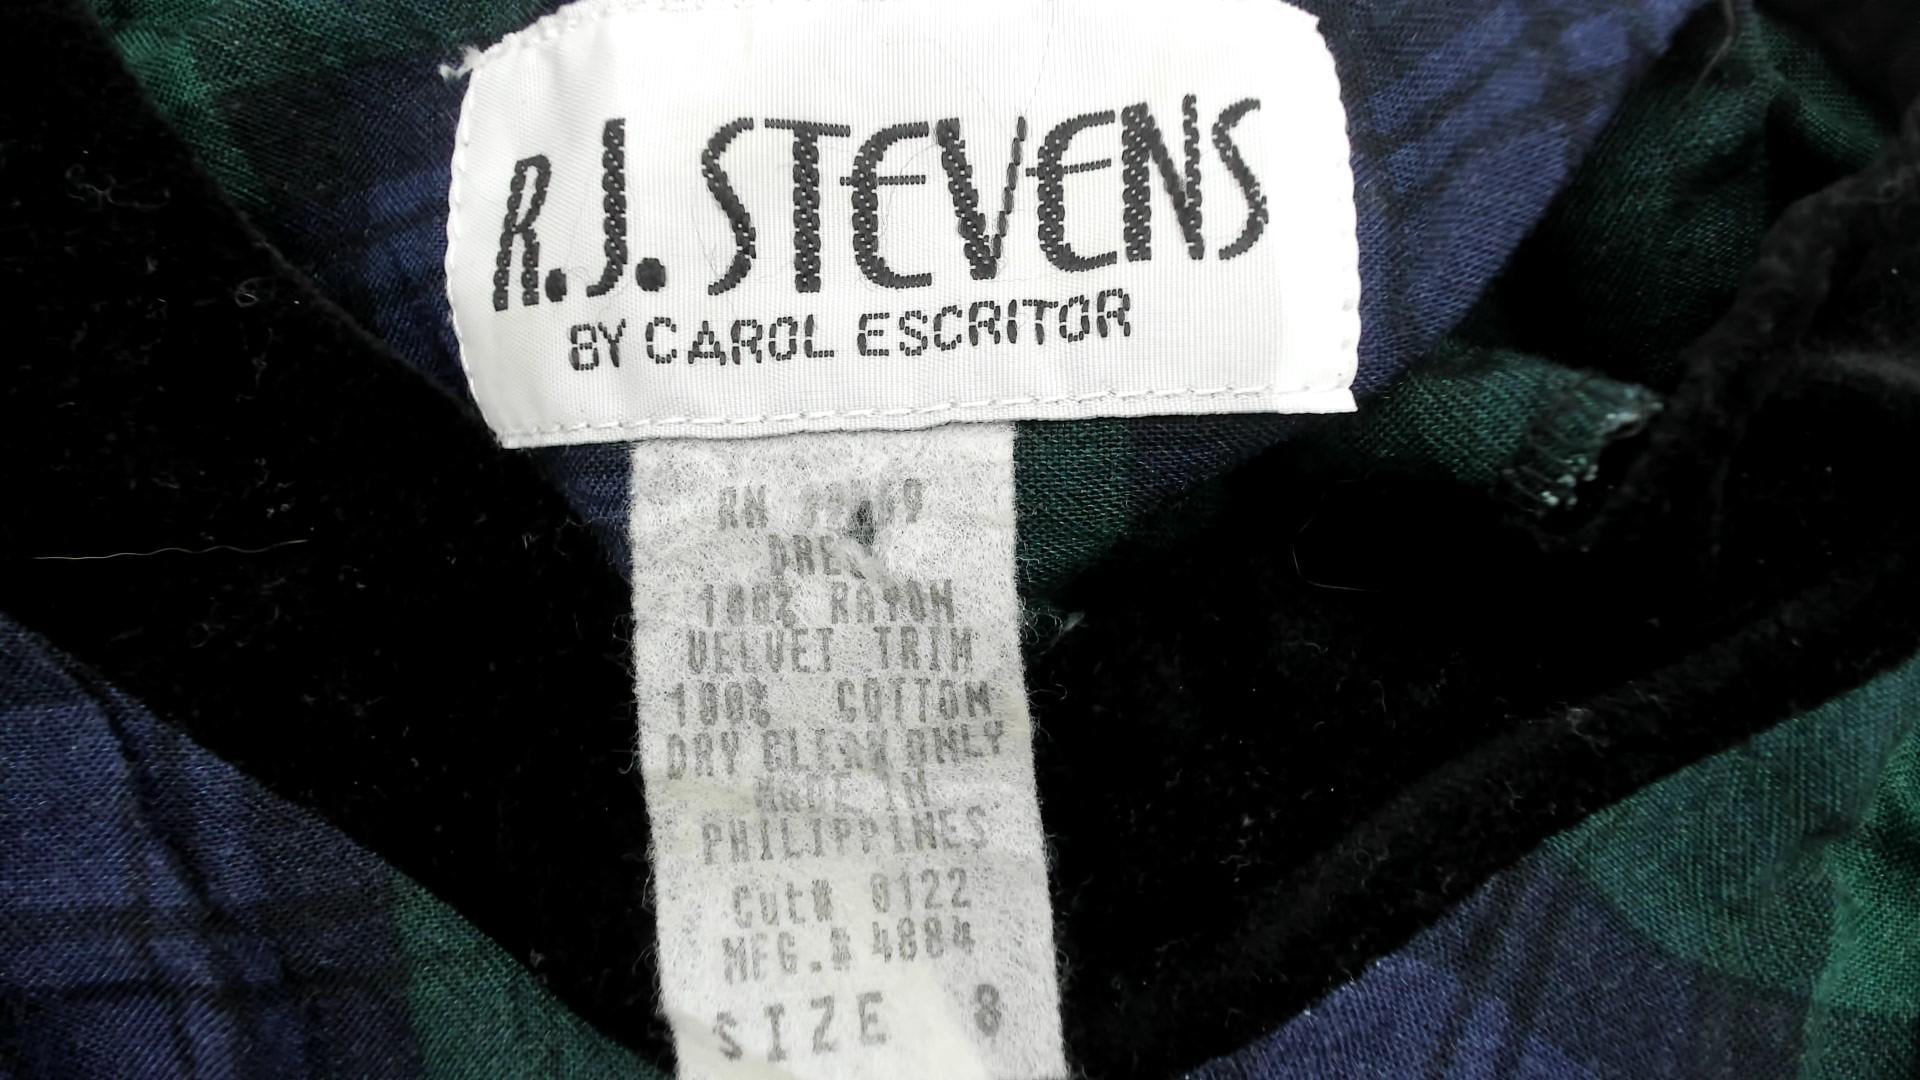 R.J. STEVENS
BY CAROL ESCRITOR
RN
100% RAYON
VELVET TRIM
100% COTTON
DRY CLEAN ONLY
MADE IN
PHILIPPINES
Cut# 0122
MFG.# 4884
SIZE 8